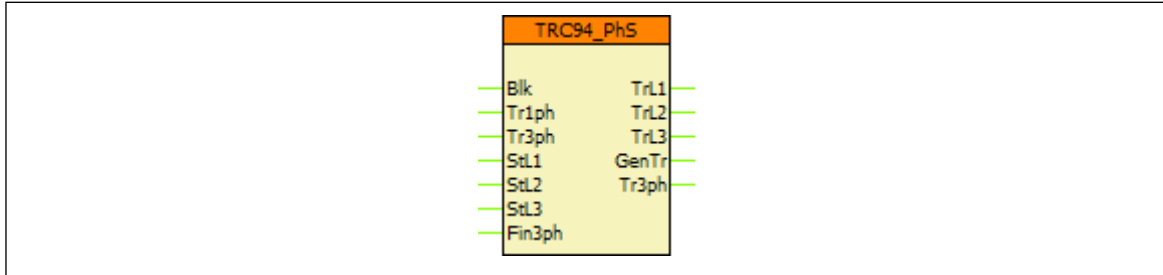 TRC94_PhS
Blk TrL1
Tr1ph TrL2
Tr3ph TrL3
StL1 GenTr
StL2 Tr3ph
StL3
Fin3ph